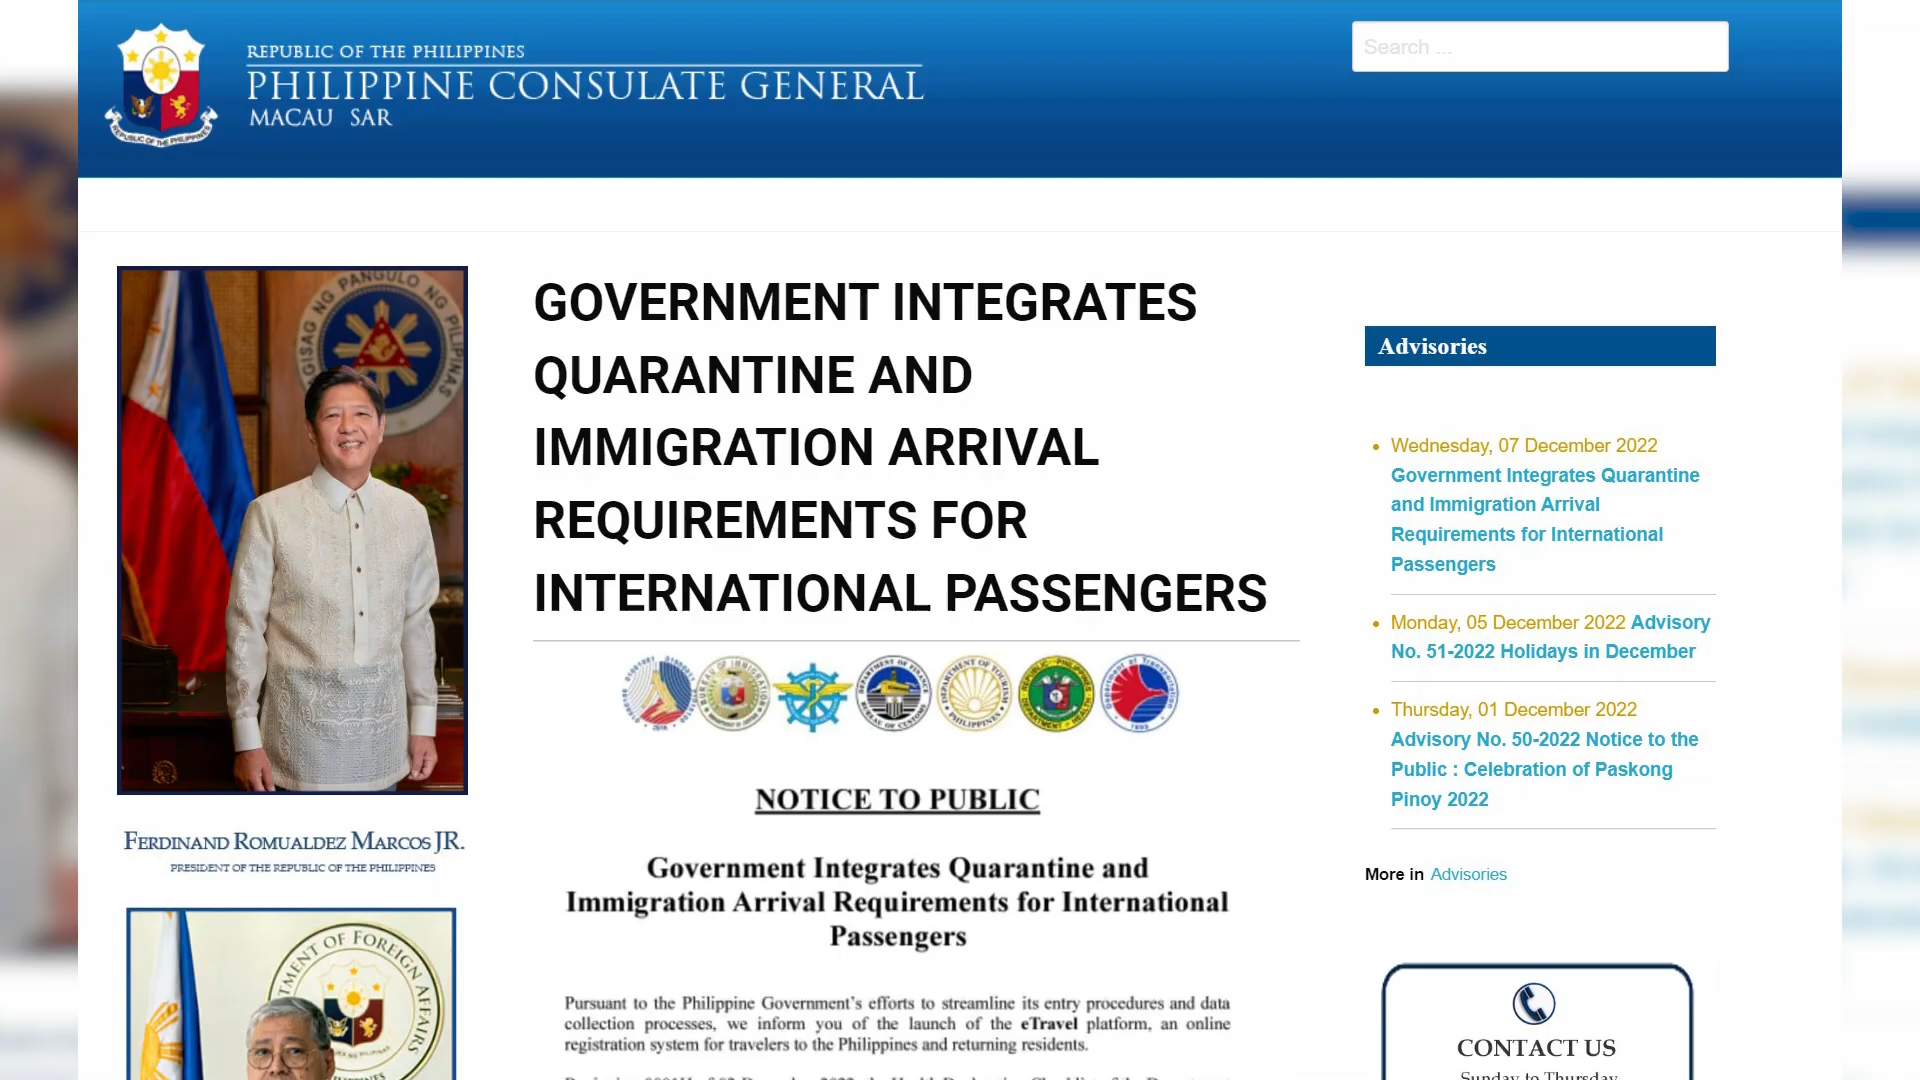 REPUBLIC OF THE PHILIPPINES
PHILIPPINE CONSULATE GENERAL
MACAU SAR
Search ...
GOVERNMENT INTEGRATES
QUARANTINE AND
IMMIGRATION ARRIVAL
REQUIREMENTS FOR
INTERNATIONAL PASSENGERS
NOTICE TO PUBLIC
Government Integrates Quarantine and
Immigration Arrival Requirements for International
Passengers
Pursuant to the Philippine Government's efforts to streamline its entry procedures and data
collection processes, we inform you of the launch of the eTravel platform, an online
registration system for travelers to the Philippines and returning residents.
FERDINAND ROMUALDEZ MARCOS JR.
PRESIDENT OF THE REPUBLIC OF THE PHILIPPINES
Advisories
Wednesday, 07 December 2022
Government Integrates Quarantine
and Immigration Arrival
Requirements for International
Passengers
Monday, 05 December 2022 Advisory
No. 51-2022 Holidays in December
Thursday, 01 December 2022
Advisory No. 50-2022 Notice to the
Public : Celebration of Paskong
Pinoy 2022
More in Advisories
CONTACT US
Sunday to Thursday